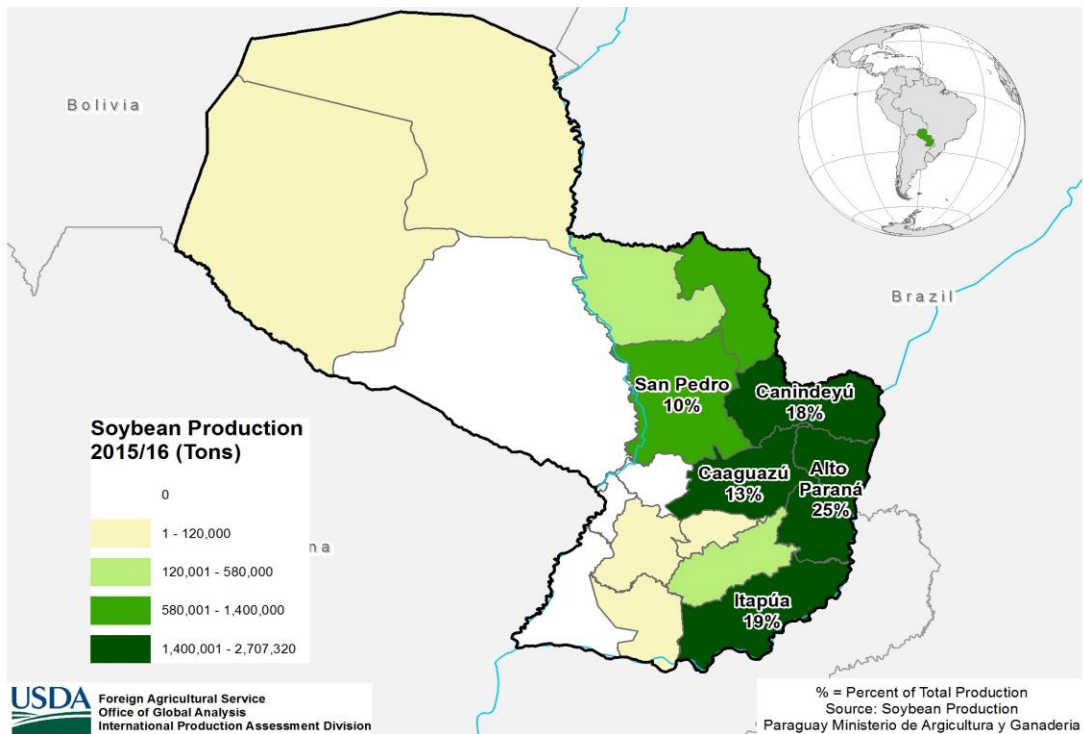 Bolivia
Brazil
San Pedro
10%
Canindeyú
18%
Caaguazú
13%
Alto
Paraná
25%
Itapúa
19%
na
Soybean Production
2015/16 (Tons)
0
1 - 120,000
120,001 - 580,000
580,001 - 1,400,000
1,400,001 - 2,707,320
USDA
Foreign Agricultural Service
Office of Global Analysis
International Production Assessment Division
% = Percent of Total Production
Source: Soybean Production
Paraguay Ministerio de Argicultura y Ganaderia